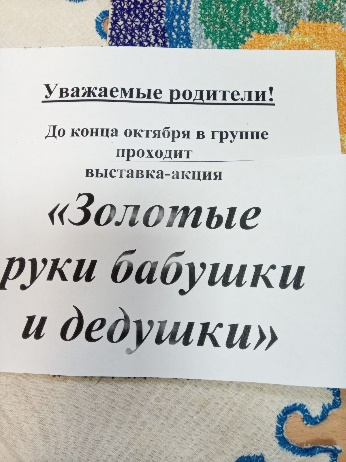 Уважаемые родители!
До конца октября в группе
проходит
выставка-акция
«Золотые
руки бабушки
и дедушки»